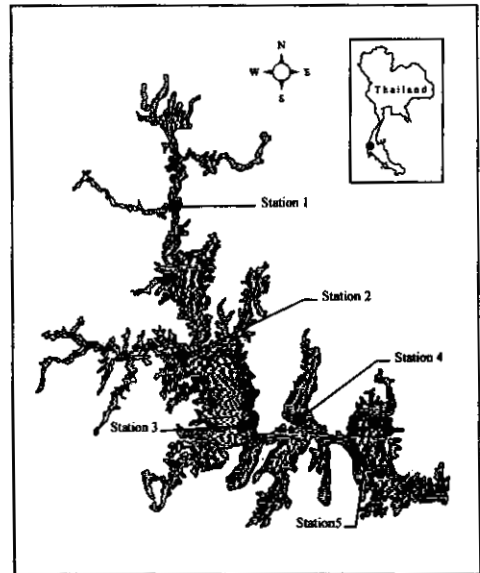 N
W E
S
Thailand
Station 1
Station 2
Station 4
Station 3
Station5